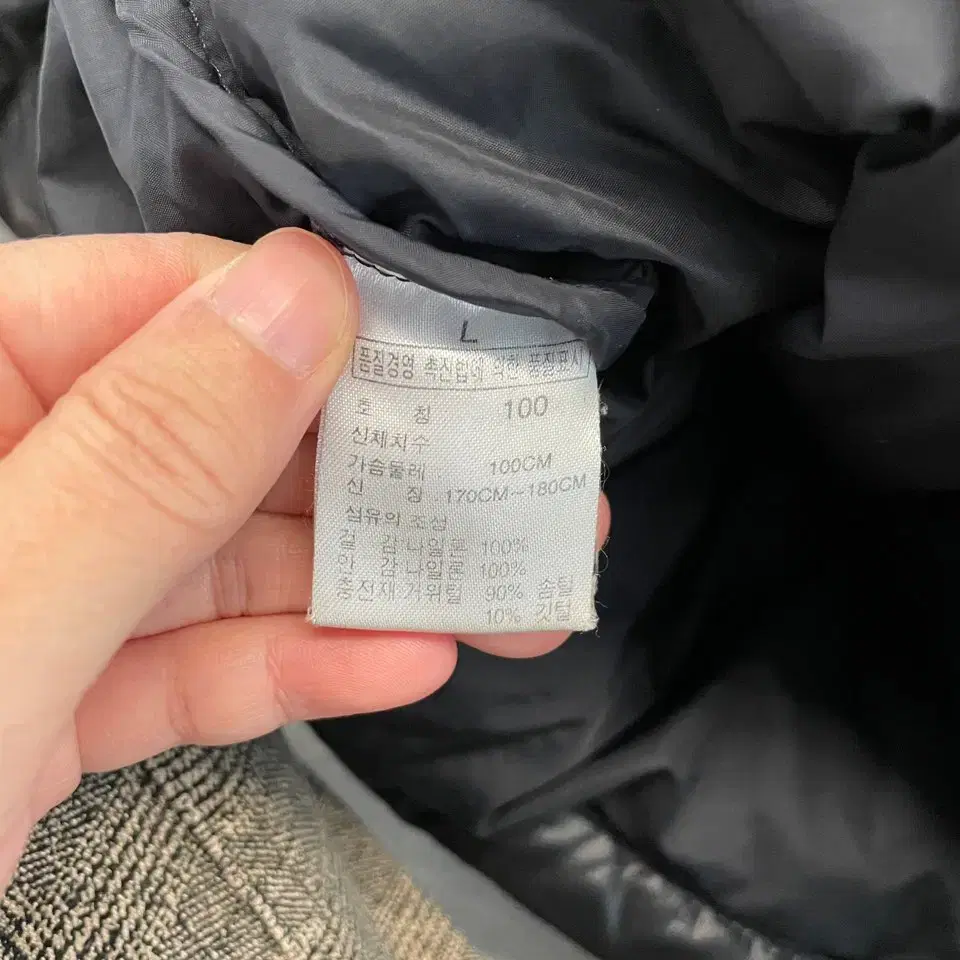 L
품질경영 촉진법에 의한 품질표시
호 칭 100
신체치수
가슴둘레 100CM
신 장 170CM~180CM
섬유의 조성
겉 감 나일론 100%
안 감 나일론 100%
충전재 거위털 90% 솜털
10% 깃털